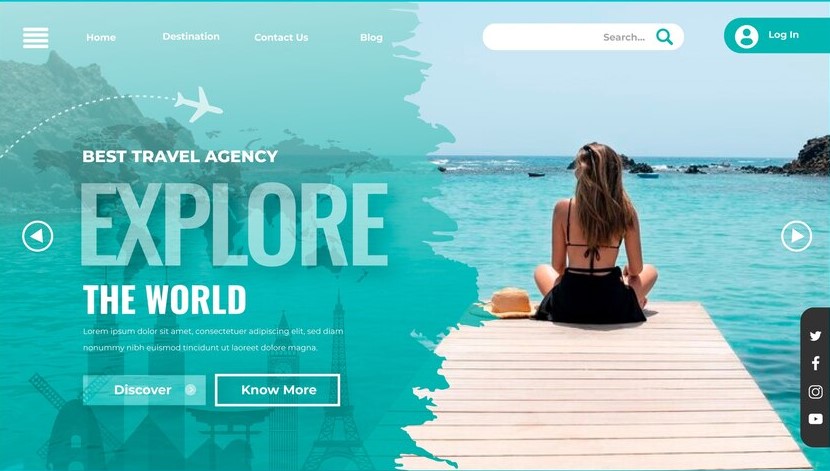 Home
Destination
Contact Us
Blog
Search...
Log In
BEST TRAVEL AGENCY
EXPLORE
THE WORLD
Lorem ipsum dolor sit amet, consectetuer adipiscing elit, sed diam
nonummy nibh euismod tincidunt ut laoreet dolore magna.
Discover
Know More